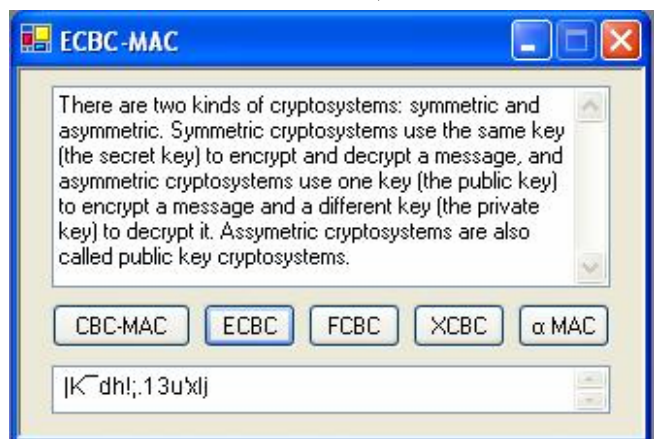 ECBC-MAC
There are two kinds of cryptosystems: symmetric and
asymmetric. Symmetric cryptosystems use the same key
(the secret key) to encrypt and decrypt a message, and
asymmetric cryptosystems use one key (the public key)
to encrypt a message and a different key (the private
key) to decrypt it. Assymetric cryptosystems are also
called public key cryptosystems.
CBC-MAC ECBC FCBC XCBC α MAC
|K¯dh!;.13u'xlj